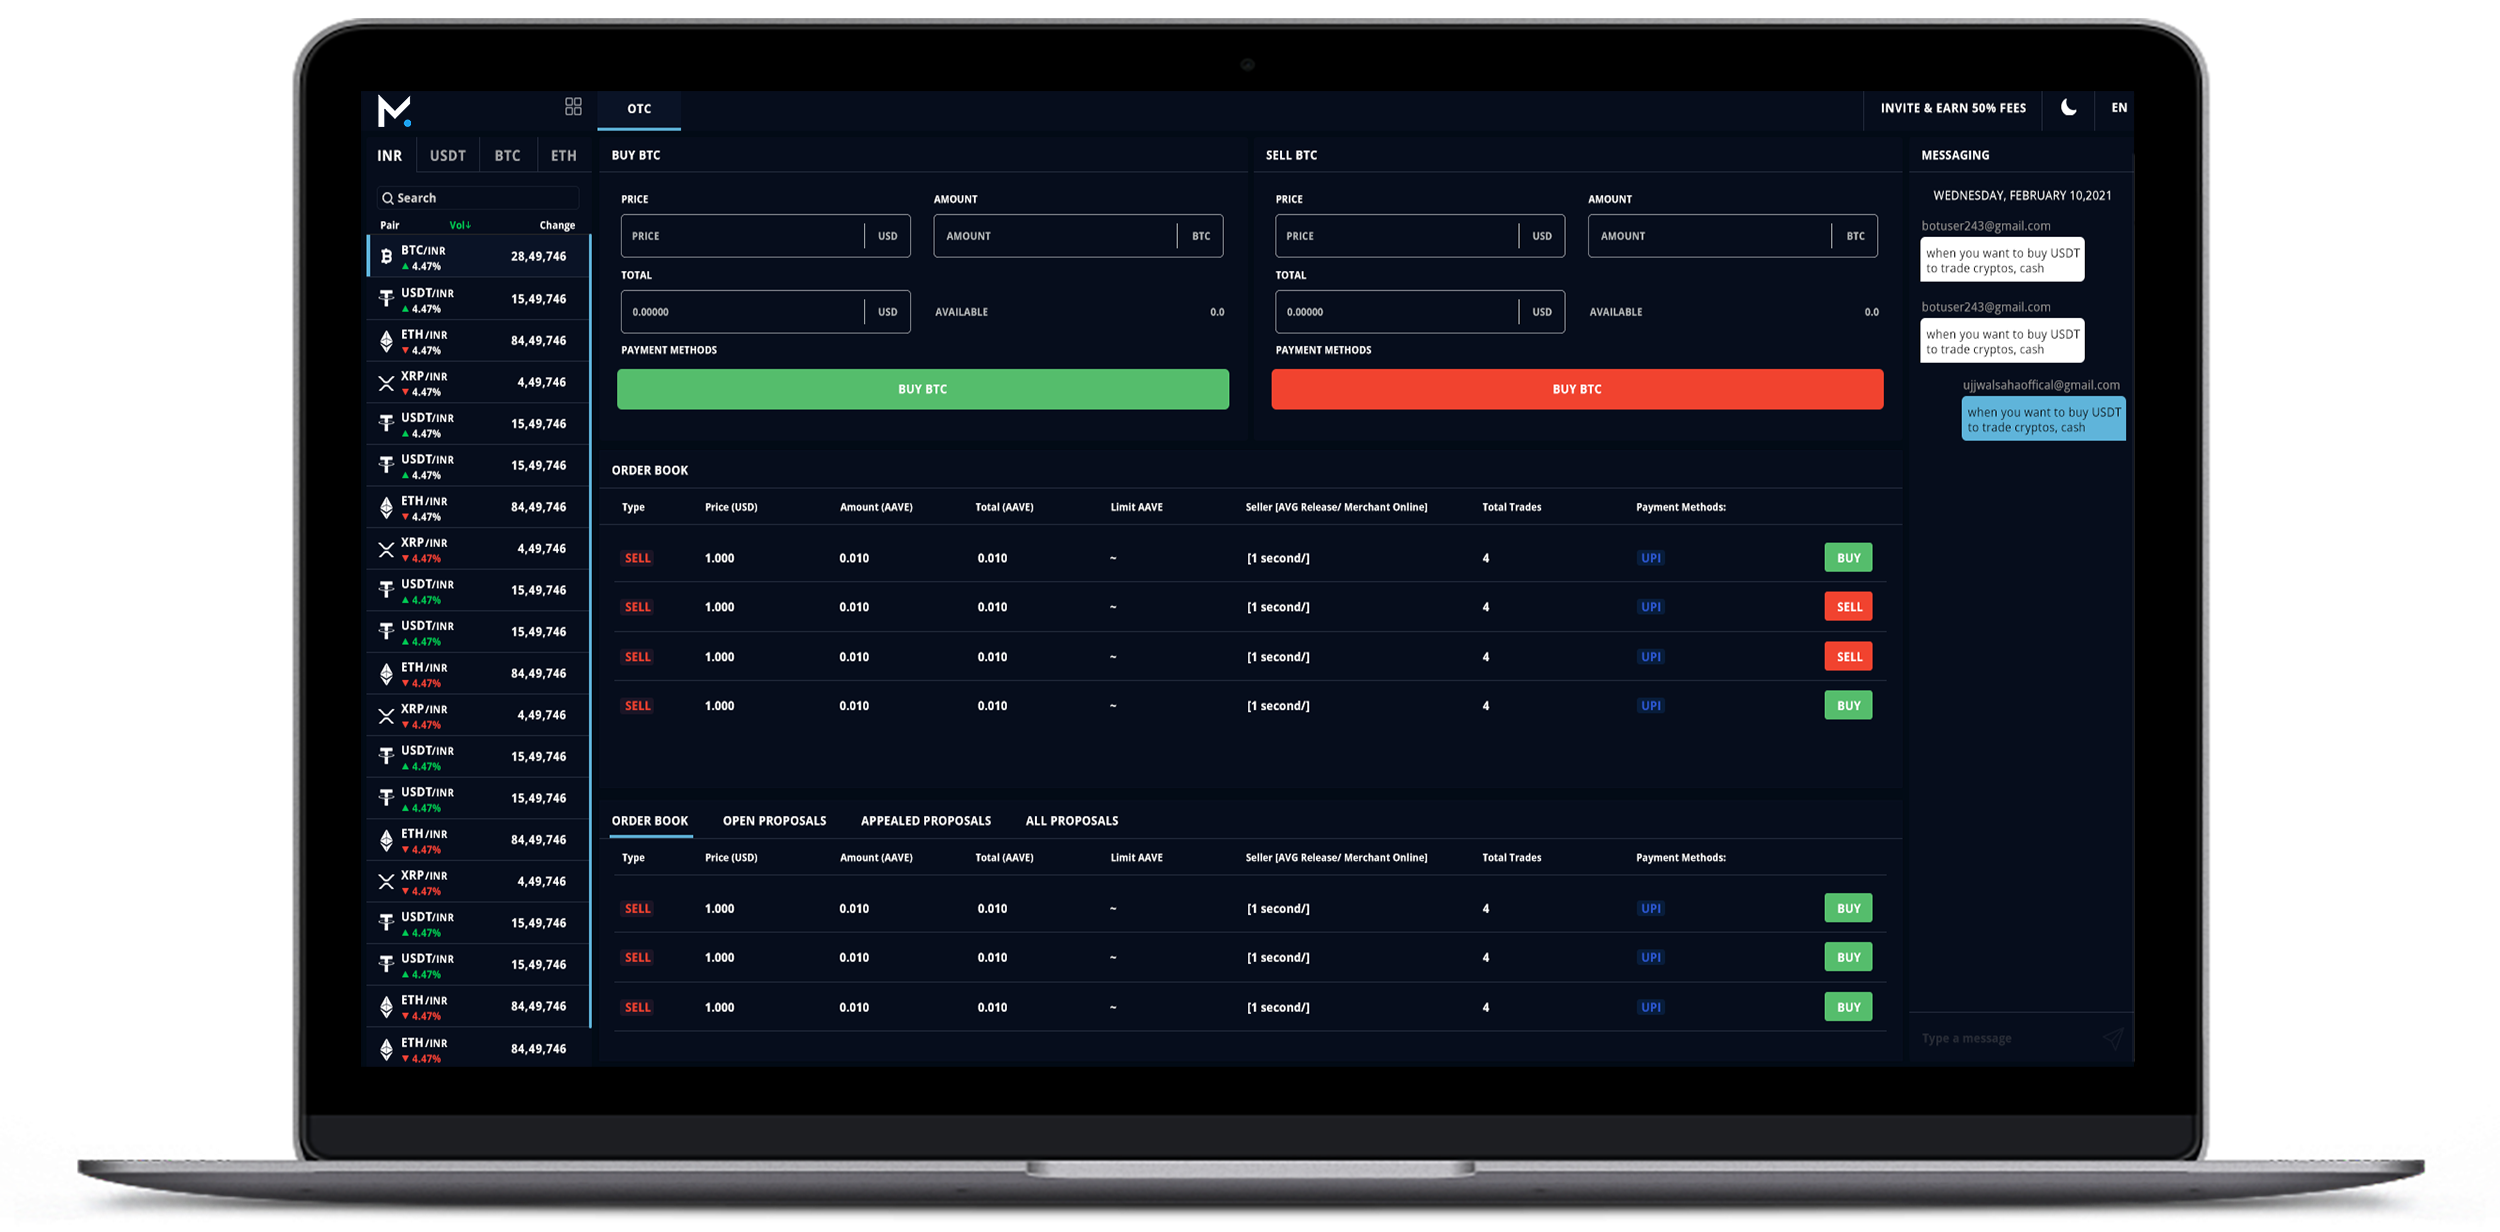 OTC
INVITE & EARN 50% FEES
EN
INR USDT BTC ETH
Search
Pair Vol↓ Change
BTC/INR 28,49,746
▲ 4.47%
USDT/INR 15,49,746
▲ 4.47%
ETH/INR 84,49,746
▼ 4.47%
XRP/INR 4,49,746
▼ 4.47%
USDT/INR 15,49,746
▲ 4.47%
USDT/INR 15,49,746
▲ 4.47%
ETH/INR 84,49,746
▼ 4.47%
XRP/INR 4,49,746
▼ 4.47%
USDT/INR 15,49,746
▲ 4.47%
USDT/INR 15,49,746
▲ 4.47%
ETH/INR 84,49,746
▼ 4.47%
XRP/INR 4,49,746
▼ 4.47%
USDT/INR 15,49,746
▲ 4.47%
USDT/INR 15,49,746
▲ 4.47%
ETH/INR 84,49,746
▼ 4.47%
XRP/INR 4,49,746
▼ 4.47%
USDT/INR 15,49,746
▲ 4.47%
USDT/INR 15,49,746
▲ 4.47%
ETH/INR 84,49,746
▼ 4.47%
ETH/INR 84,49,746
▼ 4.47%
BUY BTC
PRICE AMOUNT
PRICE USD AMOUNT BTC
TOTAL
0.00000 USD AVAILABLE 0.0
PAYMENT METHODS
BUY BTC
SELL BTC
PRICE AMOUNT
PRICE USD AMOUNT BTC
TOTAL
0.00000 USD AVAILABLE 0.0
PAYMENT METHODS
BUY BTC
ORDER BOOK
Type Price (USD) Amount (AAVE) Total (AAVE) Limit AAVE Seller [AVG Release/ Merchant Online] Total Trades Payment Methods:
SELL 1.000 0.010 0.010 ~ [1 second/] 4 UPI BUY
SELL 1.000 0.010 0.010 ~ [1 second/] 4 UPI SELL
SELL 1.000 0.010 0.010 ~ [1 second/] 4 UPI SELL
SELL 1.000 0.010 0.010 ~ [1 second/] 4 UPI BUY
ORDER BOOK OPEN PROPOSALS APPEALED PROPOSALS ALL PROPOSALS
Type Price (USD) Amount (AAVE) Total (AAVE) Limit AAVE Seller [AVG Release/ Merchant Online] Total Trades Payment Methods:
SELL 1.000 0.010 0.010 ~ [1 second/] 4 UPI BUY
SELL 1.000 0.010 0.010 ~ [1 second/] 4 UPI BUY
SELL 1.000 0.010 0.010 ~ [1 second/] 4 UPI BUY
MESSAGING
WEDNESDAY, FEBRUARY 10,2021
botuser243@gmail.com
when you want to buy USDT
to trade cryptos, cash
botuser243@gmail.com
when you want to buy USDT
to trade cryptos, cash
ujjwalsahaoffical@gmail.com
when you want to buy USDT
to trade cryptos, cash
Type a message